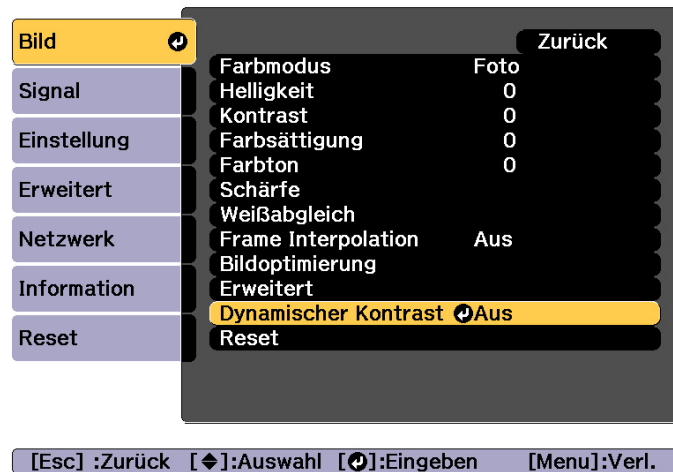 Bild
Signal
Einstellung
Erweitert
Netzwerk
Information
Reset
Zurück
Farbmodus Foto
Helligkeit 0
Kontrast 0
Farbsättigung 0
Farbton 0
Schärfe
Weißabgleich
Frame Interpolation Aus
Bildoptimierung
Erweitert
Dynamischer Kontrast Aus
Reset
[Esc] :Zurück [◆]:Auswahl [↵]:Eingeben [Menu]:Verl.